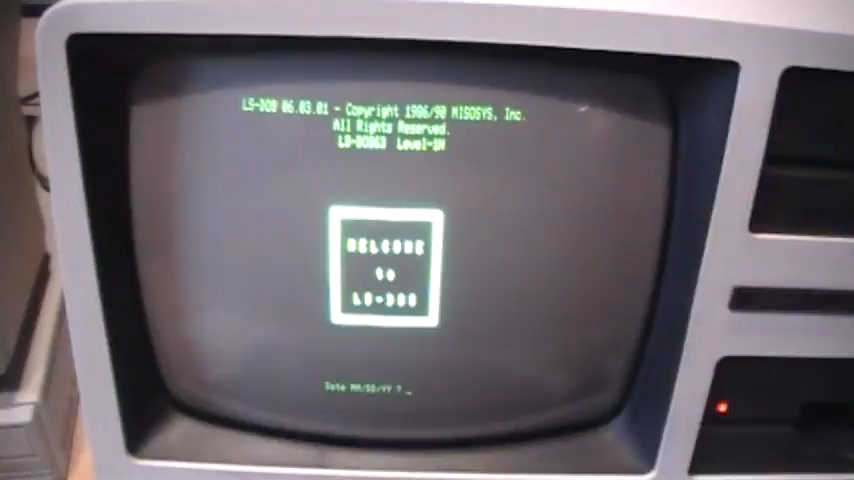 LS-DOS 06.03.01 - Copyright 1986/90 MISOSYS, Inc.
All Rights Reserved.
LS-DOS63 Level-1H
WELCOME
to
LS-DOS
Date MM/DD/YY ? _